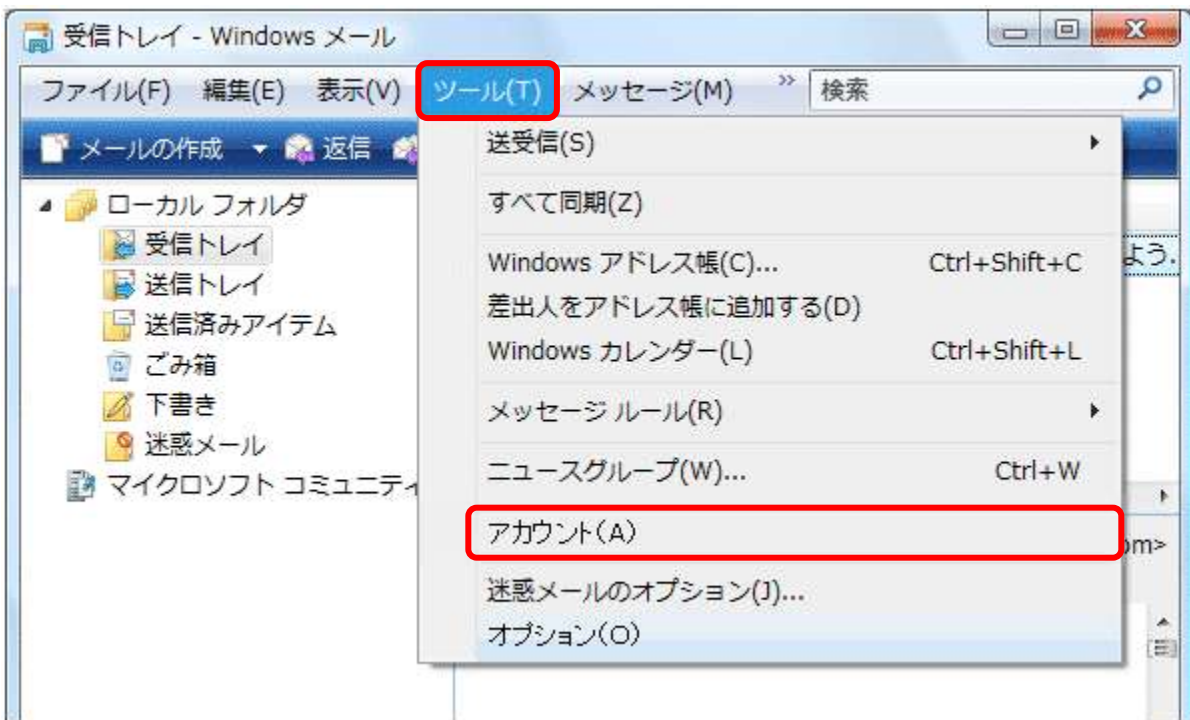 受信トレイ - Windows メール
ファイル(F) 編集(E) 表示(V) ツール(T) メッセージ(M) » 検索
メールの作成 返信
送受信(S)
すべて同期(Z)
Windows アドレス帳(C)... Ctrl+Shift+C
差出人をアドレス帳に追加する(D)
Windows カレンダー(L) Ctrl+Shift+L
メッセージ ルール(R)
ニュースグループ(W)... Ctrl+W
アカウント(A)
迷惑メールのオプション(J)...
オプション(O)
ローカル フォルダ
受信トレイ
送信トレイ
送信済みアイテム
ごみ箱
下書き
迷惑メール
マイクロソフト コミュニティ
よう.
om>